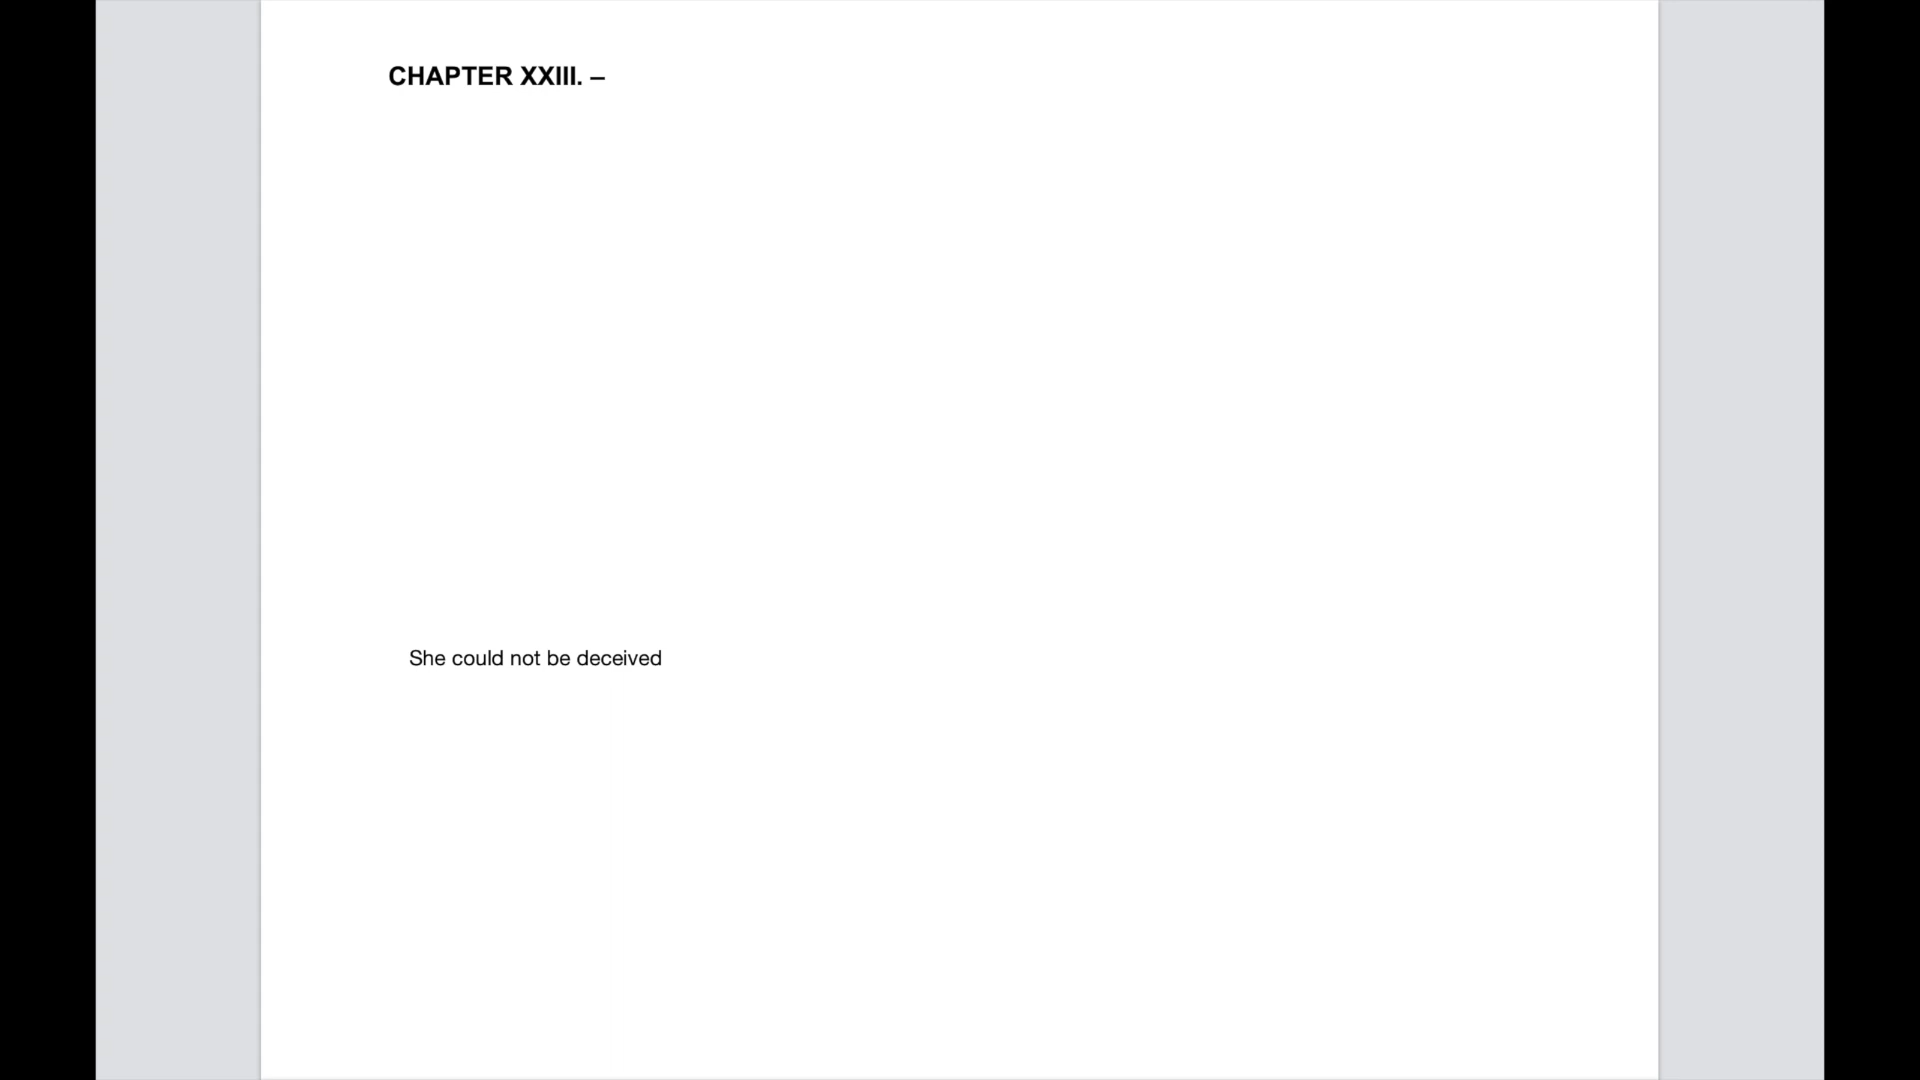 CHAPTER XXIII. –
She could not be deceived